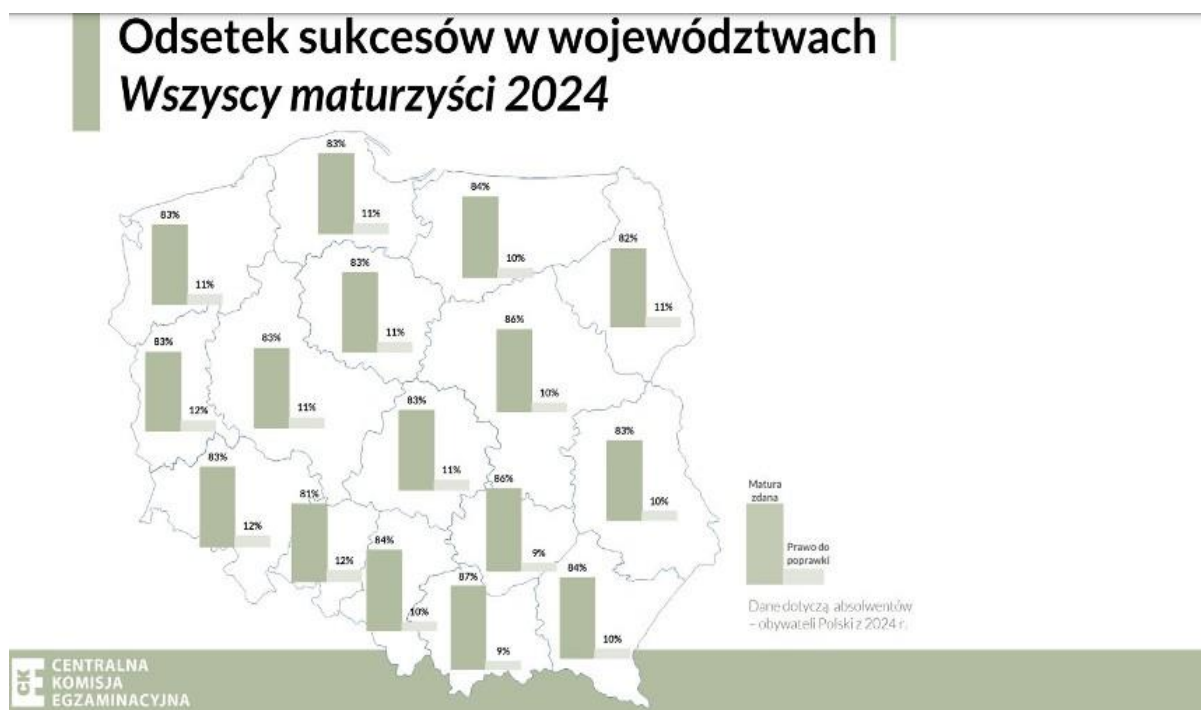 Odsetek sukcesów w województwach
Wszyscy maturzyści 2024
83%
11%
84%
10%
83%
11%
82%
11%
83%
11%
86%
10%
83%
12%
83%
11%
83%
11%
83%
10%
83%
12%
81%
12%
86%
9%
84%
10%
87%
9%
84%
10%
Matura
zdana
Prawo do
poprawki
Dane dotyczą absolwentów
– obywateli Polski z 2024 r.
CKE
CENTRALNA
KOMISJA
EGZAMINACYJNA